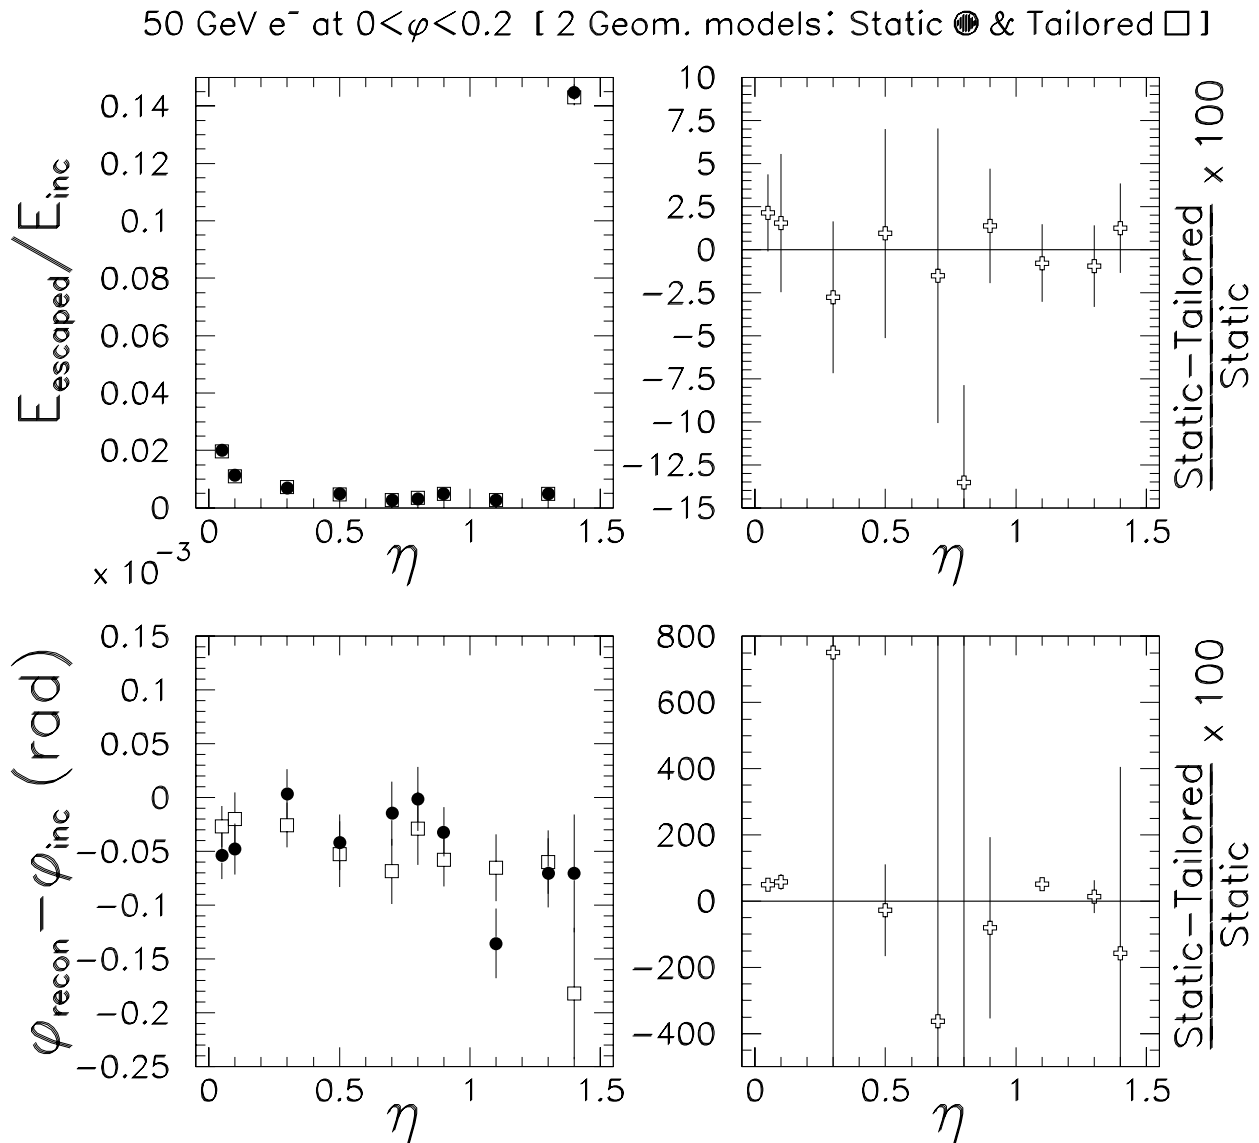 50 GeV e⁻ at 0<φ<0.2 [ 2 Geom. models: Static & Tailored ]
E_escaped/E_inc
0.14
0.12
0.1
0.08
0.06
0.04
0.02
0
0 0.5 1 1.5
η
10
7.5
5
2.5
0
−2.5
−5
−7.5
−10
−12.5
−15
0 0.5 1 1.5
η
Static−Tailored
Static
x 100
x 10⁻³
φ_recon−φ_inc (rad)
0.15
0.1
0.05
0
−0.05
−0.1
−0.15
−0.2
−0.25
0 0.5 1 1.5
η
800
600
400
200
0
−200
−400
0 0.5 1 1.5
η
Static−Tailored
Static
x 100